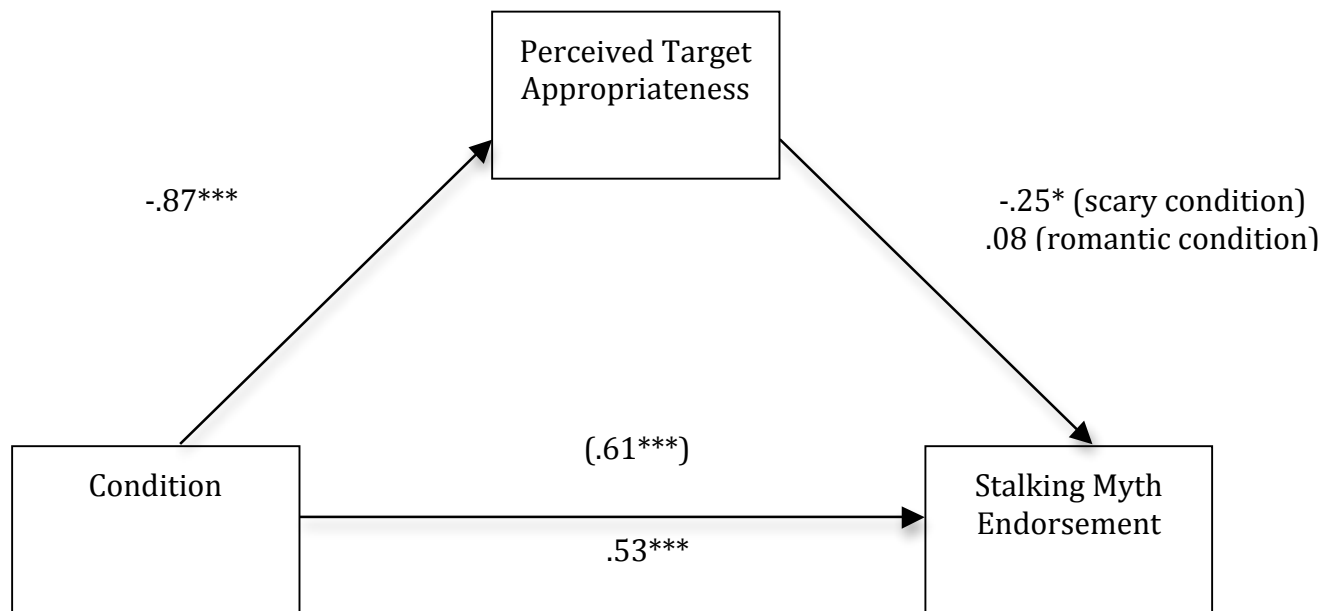 Perceived Target
Appropriateness
-.87***
-.25* (scary condition)
.08 (romantic condition)
(.61***)
Condition
Stalking Myth
Endorsement
.53***